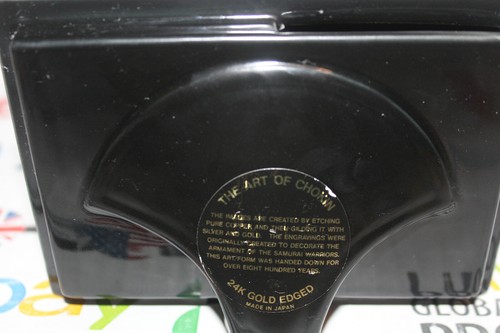 THE ART OF CHOKIN
THE IMAGES ARE CREATED BY ETCHING
PURE COPPER AND THEN GILDING IT WITH
SILVER AND GOLD. THE ENGRAVINGS WERE
ORIGINALLY CREATED TO DECORATE THE
ARMAMENT OF THE SAMURAI WARRIORS.
THIS ART FORM WAS HANDED DOWN FOR
OVER EIGHT HUNDRED YEARS.
24K GOLD EDGED
MADE IN JAPAN
GLOBAL